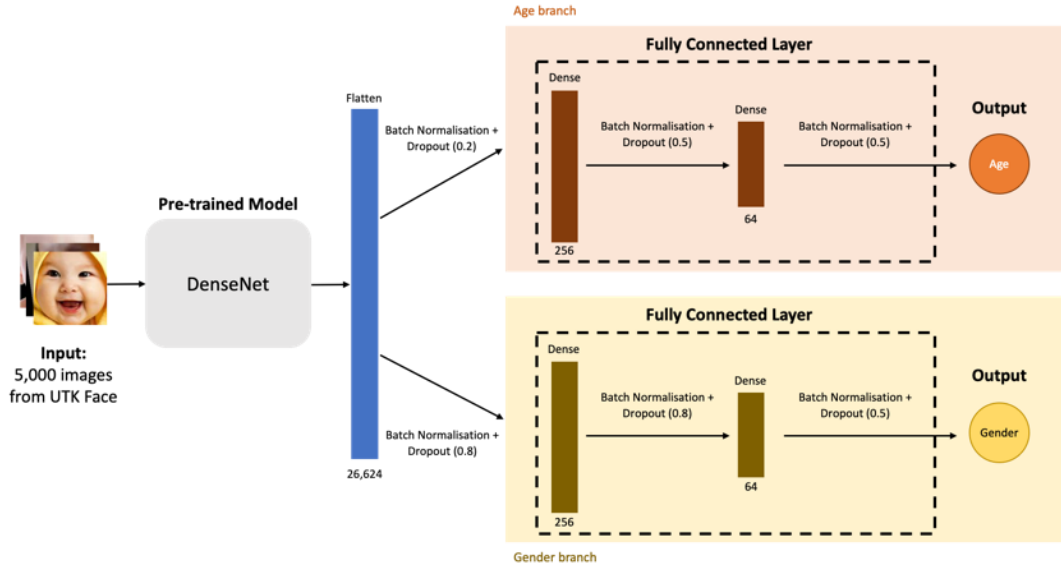 Age branch
Fully Connected Layer
Dense
Flatten
Batch Normalisation +
Dropout (0.2)
Batch Normalisation +
Dropout (0.5)
Dense
Batch Normalisation +
Dropout (0.5)
Output
Age
64
256
Pre-trained Model
DenseNet
Input:
5,000 images
from UTK Face
Fully Connected Layer
Dense
Batch Normalisation +
Dropout (0.8)
Batch Normalisation +
Dropout (0.8)
Dense
Batch Normalisation +
Dropout (0.5)
Output
Gender
26,624
64
256
Gender branch